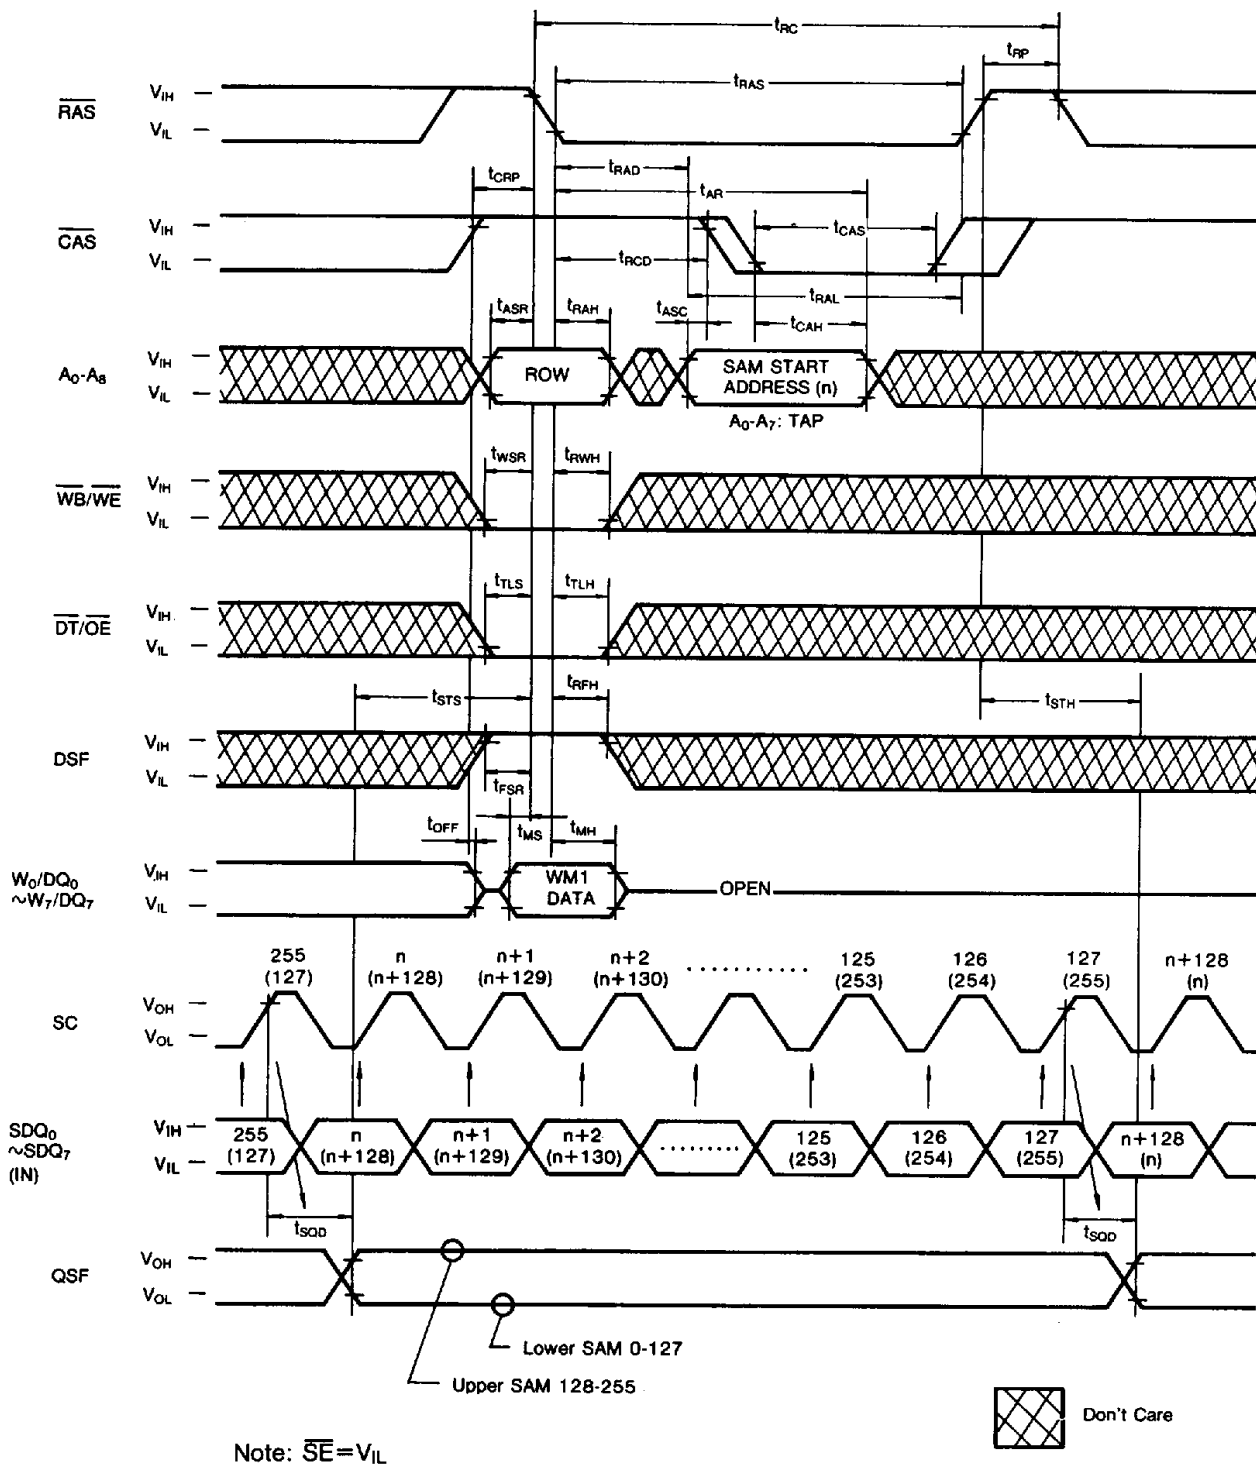 tRC
tRP
tRAS
RAS
VIH
VIL
tCRP
tRAD
tAR
CAS
VIH
VIL
tCAS
tRCD
tRAL
tASR
tRAH
tASC
tCAH
A0-A8
VIH
VIL
ROW
SAM START
ADDRESS (n)
A0-A7: TAP
tWSR
tRWH
WB/WE
VIH
VIL
tTLS
tTLH
DT/OE
VIH
VIL
tSTS
tRFH
tSTH
DSF
VIH
VIL
tFSR
tOFF
tMS
tMH
W0/DQ0
~W7/DQ7
VIH
VIL
WM1
DATA
OPEN
255
(127)
n
(n+128)
n+1
(n+129)
n+2
(n+130)
...........
125
(253)
126
(254)
127
(255)
n+128
(n)
SC
VOH
VOL
SDQ0
~SDQ7
(IN)
VIH
VIL
255
(127)
n
(n+128)
n+1
(n+129)
n+2
(n+130)
.........
125
(253)
126
(254)
127
(255)
n+128
(n)
tSQD
tSQD
QSF
VOH
VOL
Lower SAM 0-127
Upper SAM 128-255
Don't Care
Note: SE=VIL